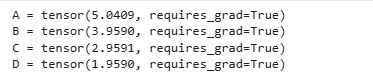 A = tensor(5.0409, requires_grad=True)
B = tensor(3.9590, requires_grad=True)
C = tensor(2.9591, requires_grad=True)
D = tensor(1.9590, requires_grad=True)